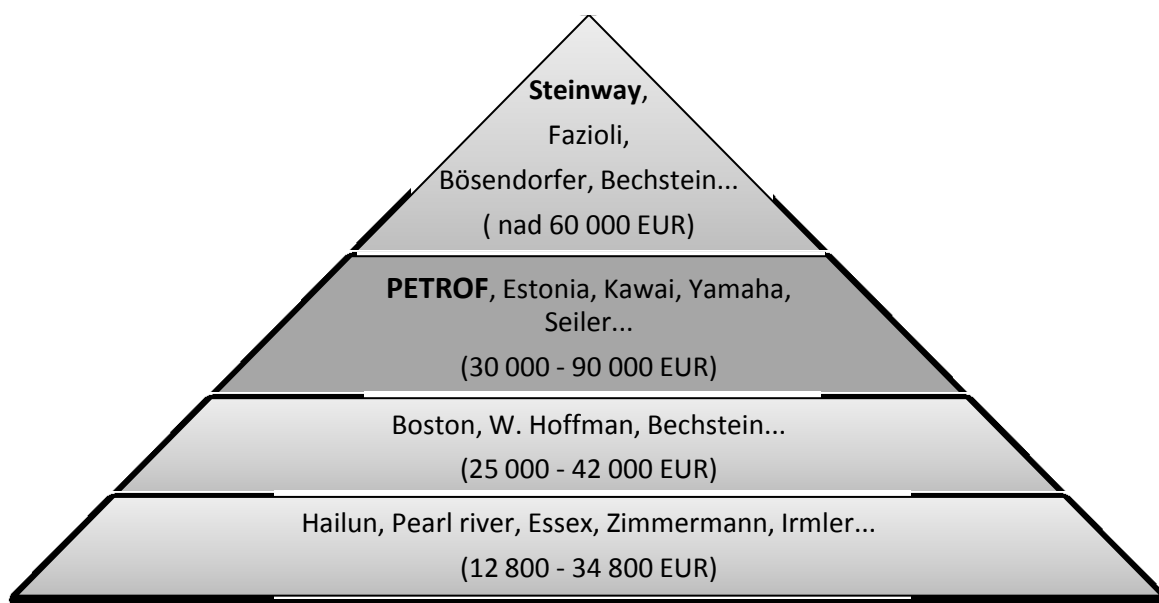 Steinway,
Fazioli,
Bösendorfer, Bechstein...
( nad 60 000 EUR)
PETROF, Estonia, Kawai, Yamaha,
Seiler...
(30 000 - 90 000 EUR)
Boston, W. Hoffman, Bechstein...
(25 000 - 42 000 EUR)
Hailun, Pearl river, Essex, Zimmermann, Irmler...
(12 800 - 34 800 EUR)